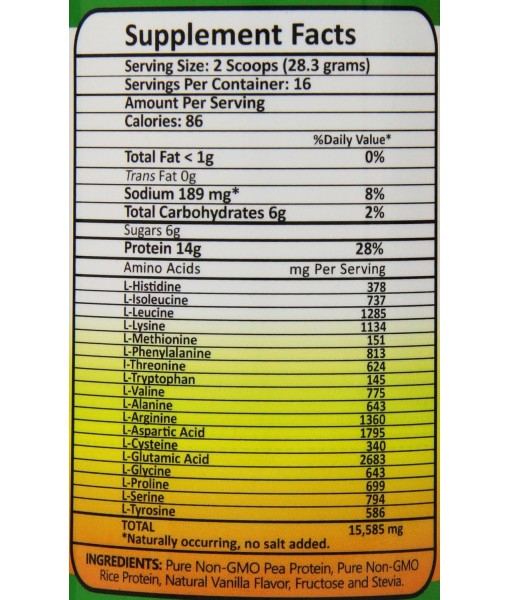 Supplement Facts
Serving Size: 2 Scoops (28.3 grams)
Servings Per Container: 16
Amount Per Serving
Calories: 86
%Daily Value*
Total Fat < 1g 0%
Trans Fat 0g
Sodium 189 mg* 8%
Total Carbohydrates 6g 2%
Sugars 6g
Protein 14g 28%
Amino Acids mg Per Serving
L-Histidine 378
L-Isoleucine 737
L-Leucine 1285
L-Lysine 1134
L-Methionine 151
L-Phenylalanine 813
l-Threonine 624
L-Tryptophan 145
L-Valine 775
L-Alanine 643
L-Arginine 1360
L-Aspartic Acid 1795
L-Cysteine 340
L-Glutamic Acid 2683
L-Glycine 643
L-Proline 699
L-Serine 794
L-Tyrosine 586
TOTAL 15,585 mg
*Naturally occurring, no salt added.
INGREDIENTS: Pure Non-GMO Pea Protein, Pure Non-GMO
Rice Protein, Natural Vanilla Flavor, Fructose and Stevia.